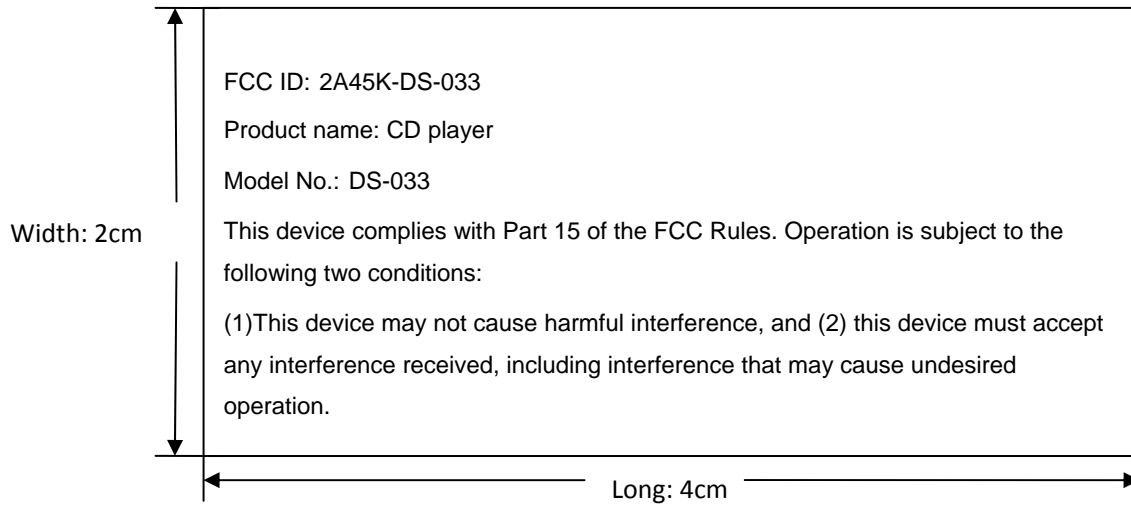 FCC ID: 2A45K-DS-033
Product name: CD player
Model No.: DS-033
Width: 2cm
This device complies with Part 15 of the FCC Rules. Operation is subject to the
following two conditions:
(1)This device may not cause harmful interference, and (2) this device must accept
any interference received, including interference that may cause undesired
operation.
Long: 4cm